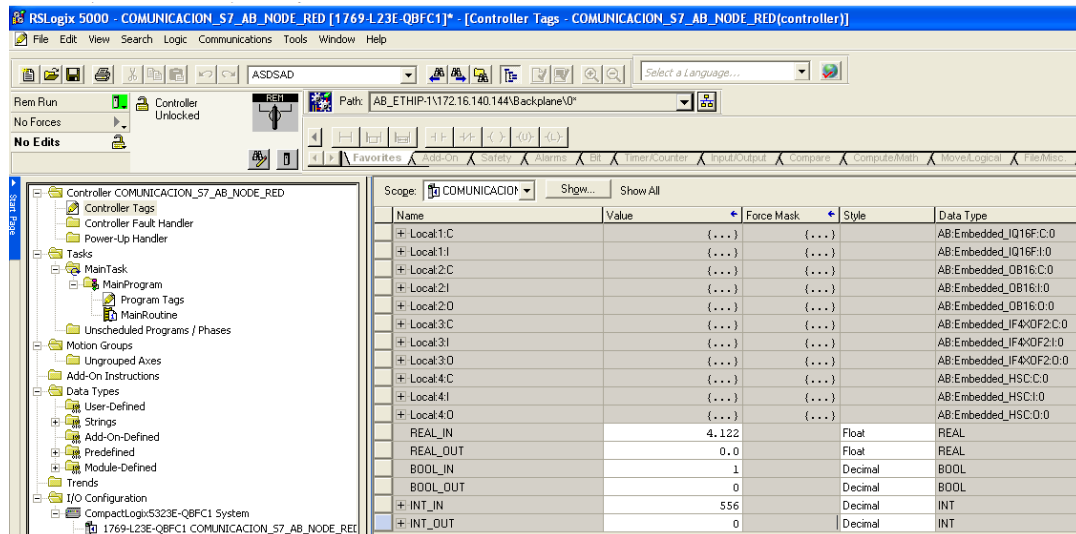 RSLogix 5000 - COMUNICACION_S7_AB_NODE_RED [1769-L23E-QBFC1]* - [Controller Tags - COMUNICACION_S7_AB_NODE_RED(controller)]
File Edit View Search Logic Communications Tools Window Help
ASDSAD Select a Language...
Rem Run Controller Unlocked REM Path: AB_ETHIP-1\172.16.140.144\Backplane\0*
No Forces
No Edits
Favorites Add-On Safety Alarms Bit Timer/Counter Input/Output Compare Compute/Math Move/Logical File/Misc.
Start Page
Controller COMUNICACION_S7_AB_NODE_RED
Controller Tags
Controller Fault Handler
Power-Up Handler
Tasks
MainTask
MainProgram
Program Tags
MainRoutine
Unscheduled Programs / Phases
Motion Groups
Ungrouped Axes
Add-On Instructions
Data Types
User-Defined
Strings
Add-On-Defined
Predefined
Module-Defined
Trends
I/O Configuration
CompactLogix5323E-QBFC1 System
1769-L23E-QBFC1 COMUNICACION_S7_AB_NODE_RED
Scope: COMUNICACION Show... Show All
Name Value Force Mask Style Data Type
+ Local:1:C {...} {...} AB:Embedded_IQ16F:C:0
+ Local:1:I {...} {...} AB:Embedded_IQ16F:I:0
+ Local:2:C {...} {...} AB:Embedded_OB16:C:0
+ Local:2:I {...} {...} AB:Embedded_OB16:I:0
+ Local:2:O {...} {...} AB:Embedded_OB16:O:0
+ Local:3:C {...} {...} AB:Embedded_IF4XOF2:C:0
+ Local:3:I {...} {...} AB:Embedded_IF4XOF2:I:0
+ Local:3:O {...} {...} AB:Embedded_IF4XOF2:O:0
+ Local:4:C {...} {...} AB:Embedded_HSC:C:0
+ Local:4:I {...} {...} AB:Embedded_HSC:I:0
+ Local:4:O {...} {...} AB:Embedded_HSC:O:0
REAL_IN 4.122 Float REAL
REAL_OUT 0.0 Float REAL
BOOL_IN 1 Decimal BOOL
BOOL_OUT 0 Decimal BOOL
+ INT_IN 556 Decimal INT
+ INT_OUT 0 Decimal INT